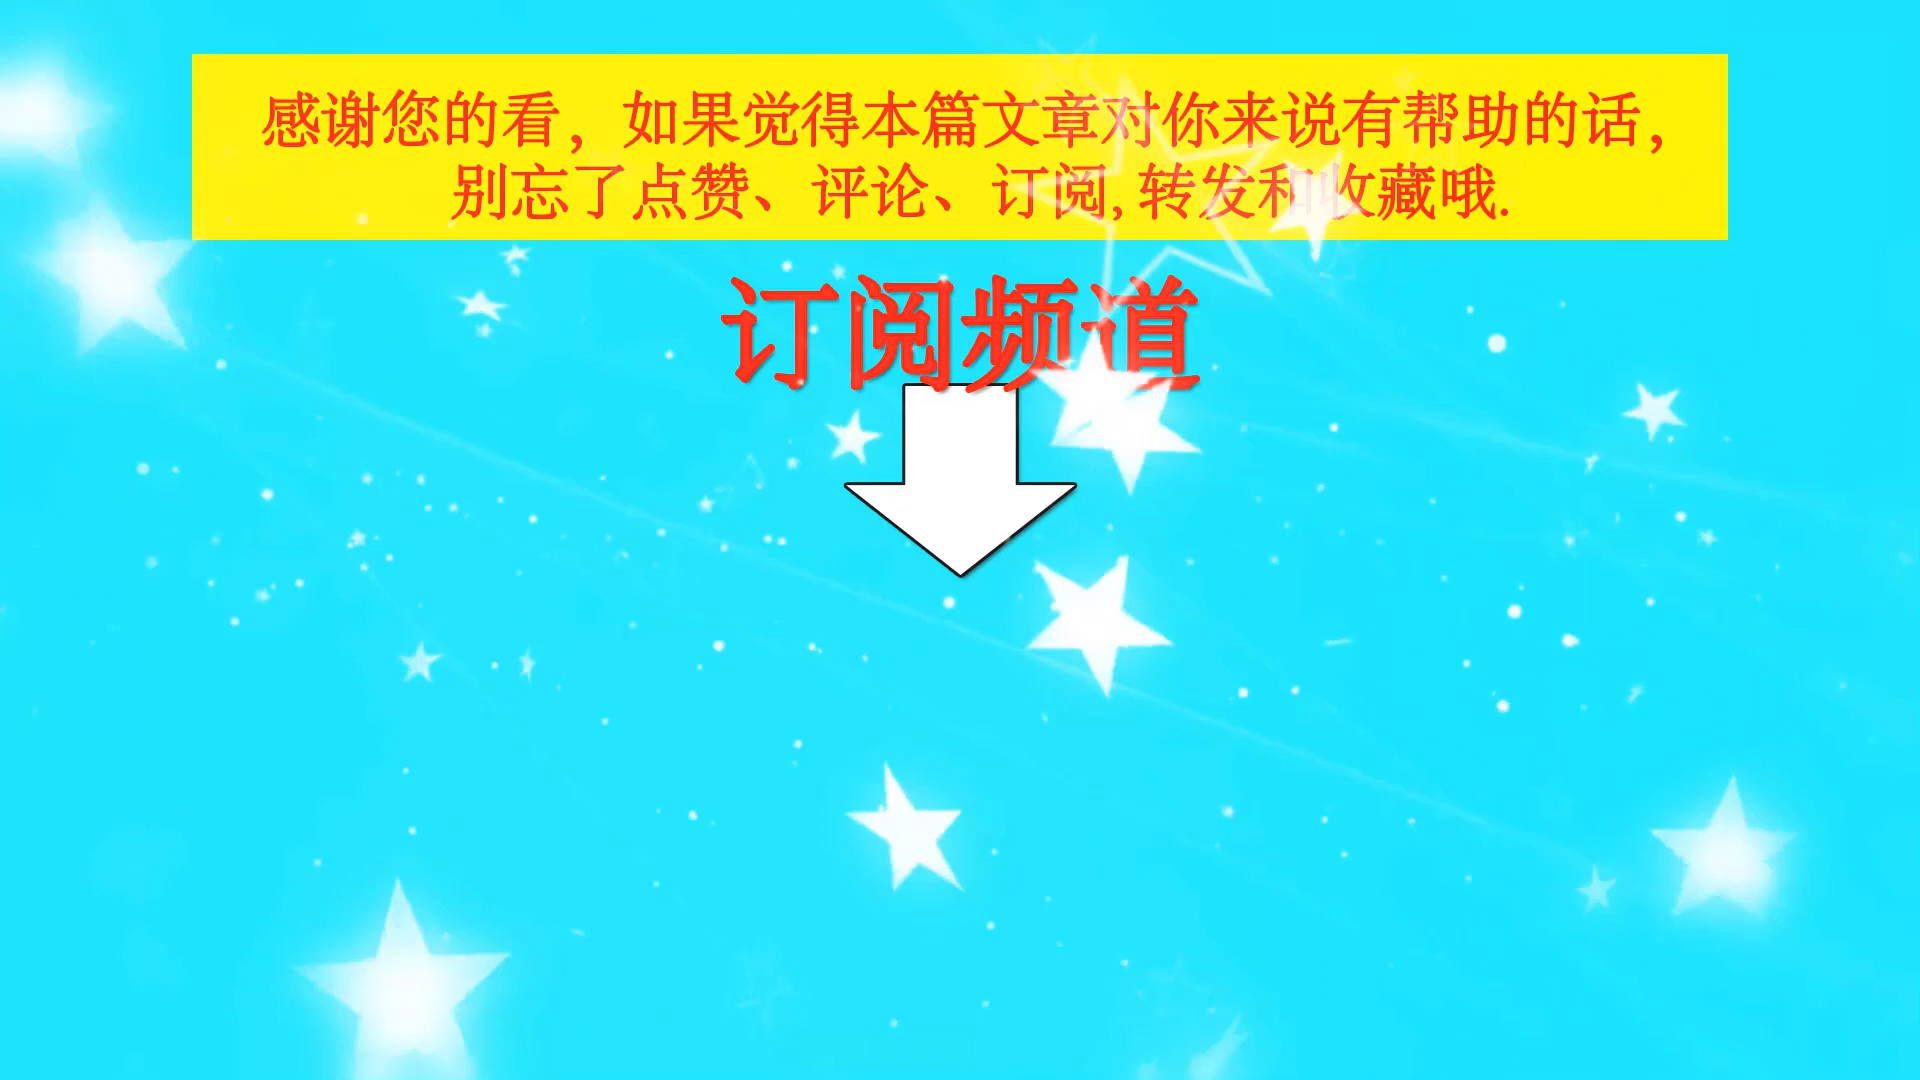 感谢您的看，如果觉得本篇文章对你来说有帮助的话，
别忘了点赞、评论、订阅,转发和收藏哦.
订阅频道